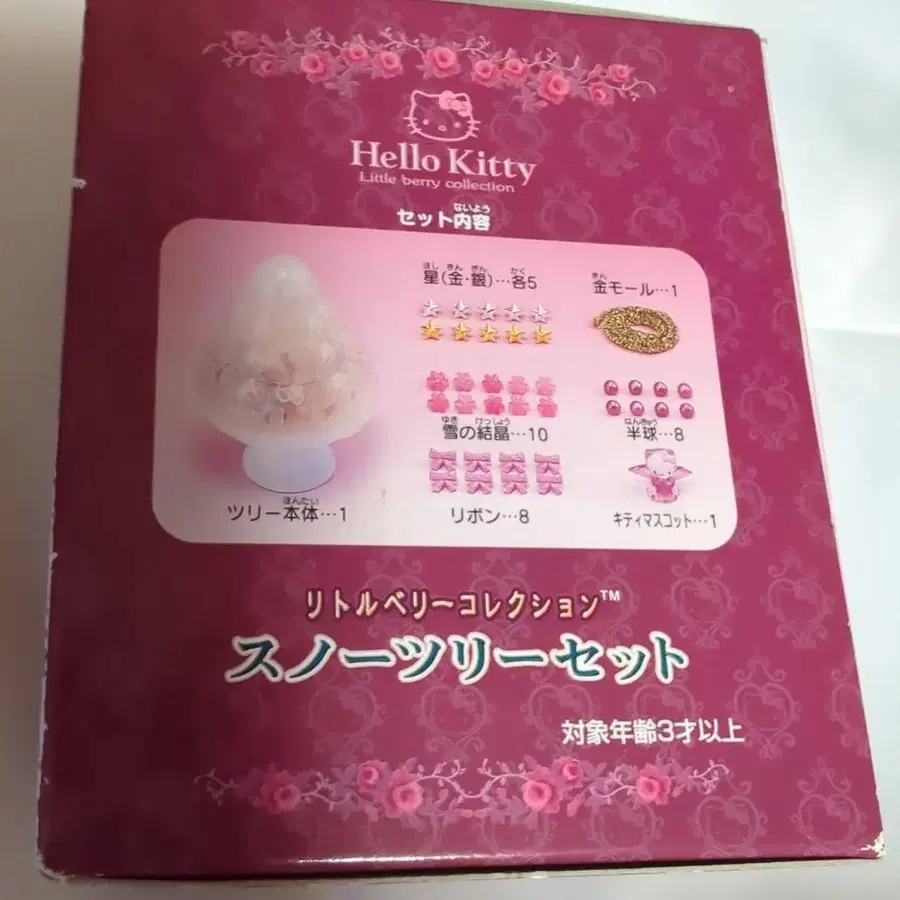 Hello Kitty
Little berry collection
ないよう
セット内容
ほし きん ぎん かく
星(金·銀)…各5
きん
金モール…1
ゆき けっしょう
雪の結晶…10
はんきゅう
半球…8
ほんたい
ツリー本体…1
リボン…8
キティマスコット…1
リトルベリーコレクション™
スノーツリーセット
対象年齢3才以上